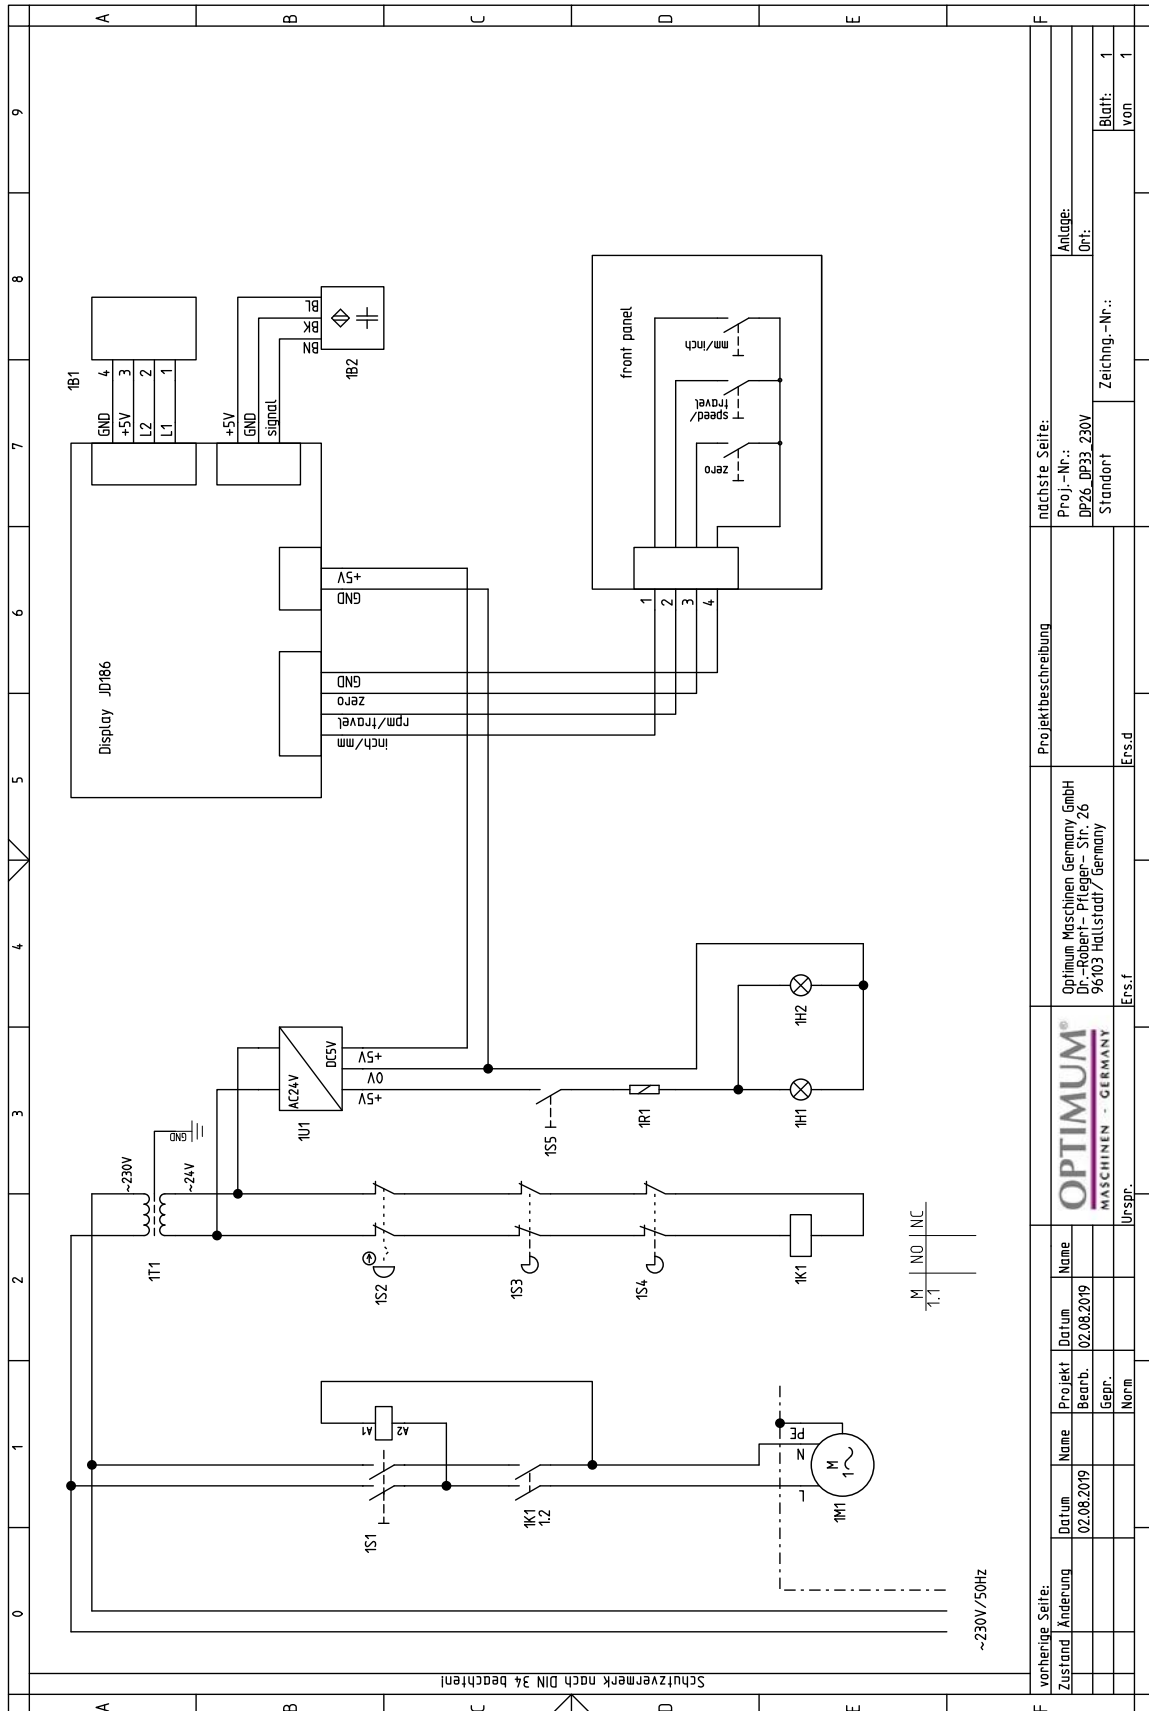 0 1 2 3 4 5 6 7 8 9
A
B
C
D
E
F
A
B
C
D
E
F
Schutzvermerk nach DIN 34 beachten!
~230V/50Hz
1S1
A1
A2
1K1
1.2
L
N
PE
M
1~
1M1
1T1
~230V
~24V
GND
1S2
1S3
1S4
1K1
M NO NC
1.1
1U1
AC24V
DC5V
+5V
0V
+5V
1S5
1R1
1H1
1H2
Display JD186
GND
+5V
L2
L1
4
3
2
1
1B1
+5V
GND
signal
BL
BK
BN
1B2
+5V
GND
GND
zero
rpm/travel
inch/mm
1
2
3
4
front panel
mm/inch
speed/
travel
zero
vorherige Seite:
Zustand Änderung Datum Name Projekt Datum Name
02.08.2019 Bearb. 02.08.2019
Gepr.
Norm Urspr. Ers.f Ers.d
OPTIMUM®
MASCHINEN - GERMANY
Optimum Maschinen Germany GmbH
Dr.-Robert- Pfleger- Str. 26
96103 Hallstadt/ Germany
Projektbeschreibung
nächste Seite:
Proj.-Nr.:
DP26_DP33_230V
Standort
Zeichng.-Nr.:
Anlage:
Ort:
Blatt: 1
von 1